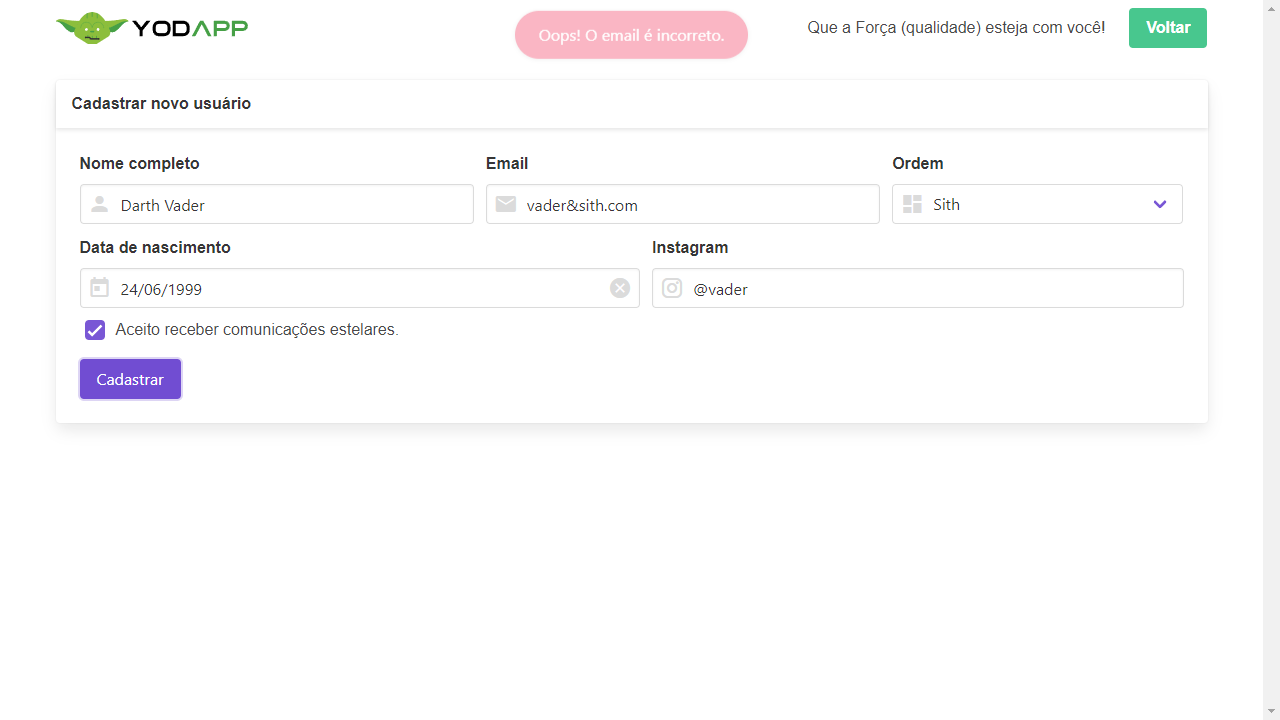 YODAPP
Oops! O email é incorreto.
Que a Força (qualidade) esteja com você!
Voltar
Cadastrar novo usuário
Nome completo
Email
Ordem
Darth Vader
vader&sith.com
Sith
Data de nascimento
Instagram
24/06/1999
@vader
Aceito receber comunicações estelares.
Cadastrar